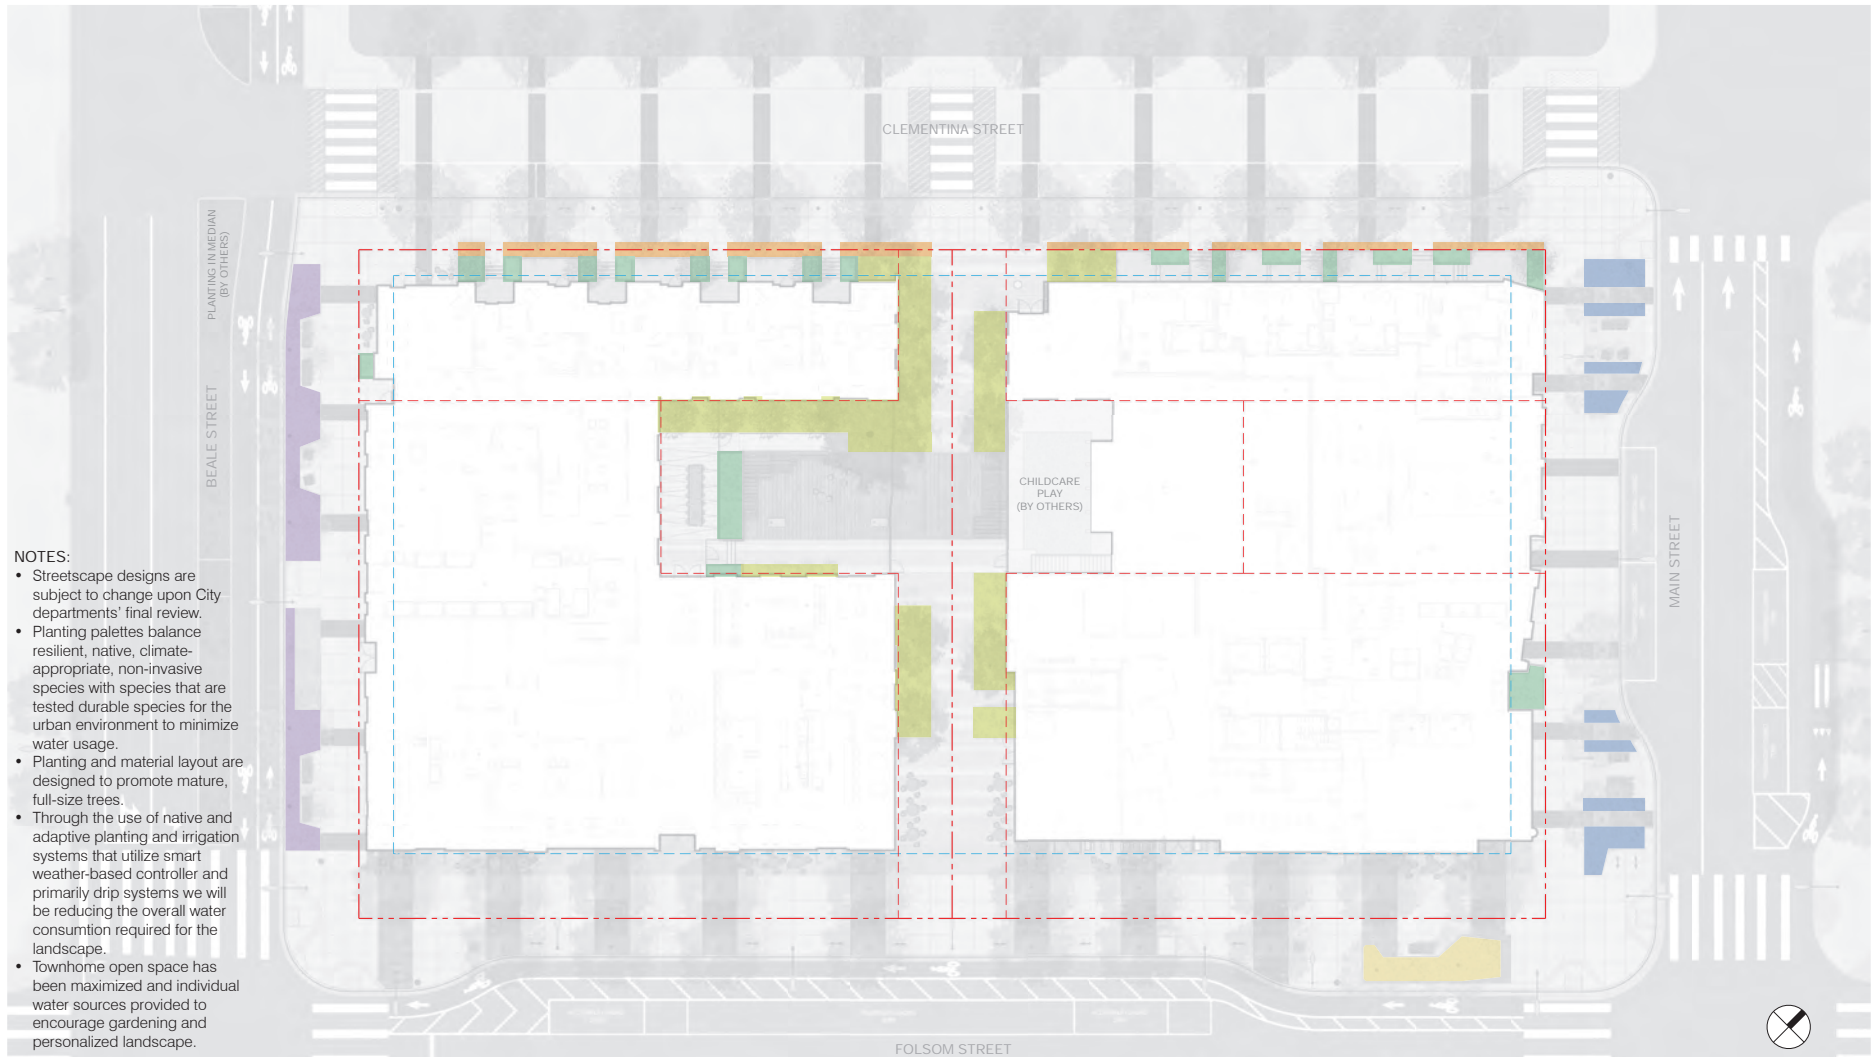 CLEMENTINA STREET
PLANTING IN MEDIAN
(BY OTHERS)
BEALE STREET
CHILDCARE
PLAY
(BY OTHERS)
MAIN STREET
NOTES:
• Streetscape designs are
subject to change upon City
departments’ final review.
• Planting palettes balance
resilient, native, climate-
appropriate, non-invasive
species with species that are
tested durable species for the
urban environment to minimize
water usage.
• Planting and material layout are
designed to promote mature,
full-size trees.
• Through the use of native and
adaptive planting and irrigation
systems that utilize smart
weather-based controller and
primarily drip systems we will
be reducing the overall water
consumtion required for the
landscape.
• Townhome open space has
been maximized and individual
water sources provided to
encourage gardening and
personalized landscape.
FOLSOM STREET